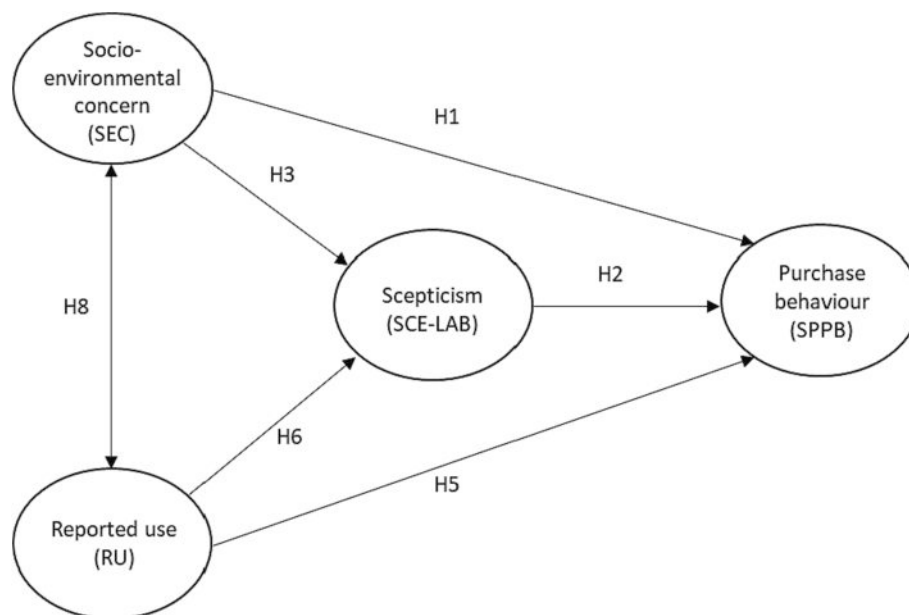 Socio-
environmental
concern
(SEC)
H1
H3
Scepticism
(SCE-LAB)
H2
Purchase
behaviour
(SPPB)
H8
H6
H5
Reported use
(RU)